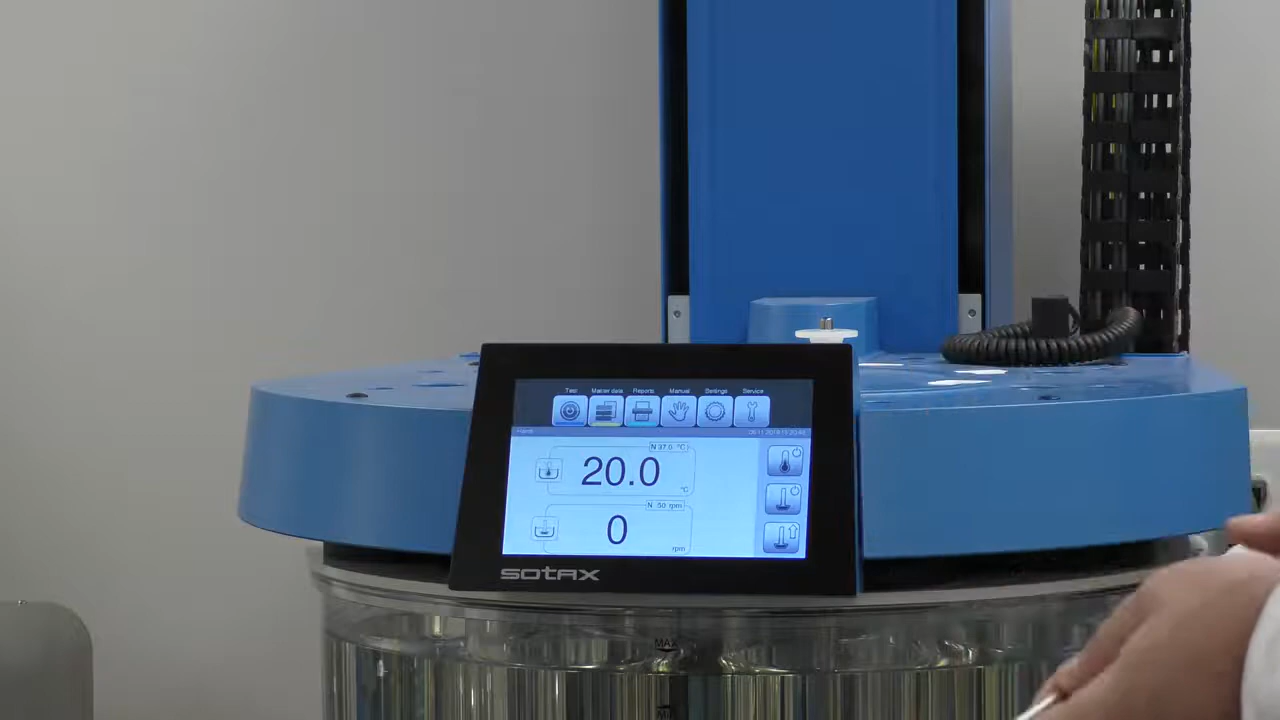 Test Master data Reports Manual Settings Service
N 37.0 °C
20.0
°C
N 50 rpm
0
rpm
SOTAX
MAX